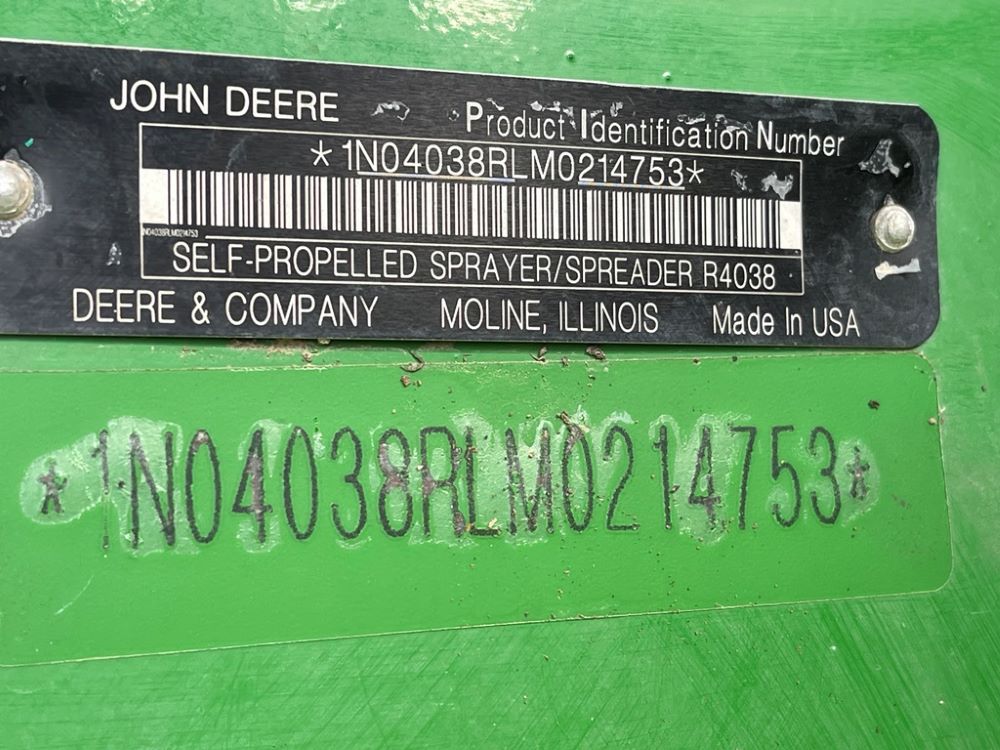 JOHN DEERE
Product Identification Number
*1N04038RLM0214753*
1N04038RLM0214753
SELF-PROPELLED SPRAYER/SPREADER R4038
DEERE & COMPANY MOLINE, ILLINOIS Made In USA
*1N04038RLM0214753*